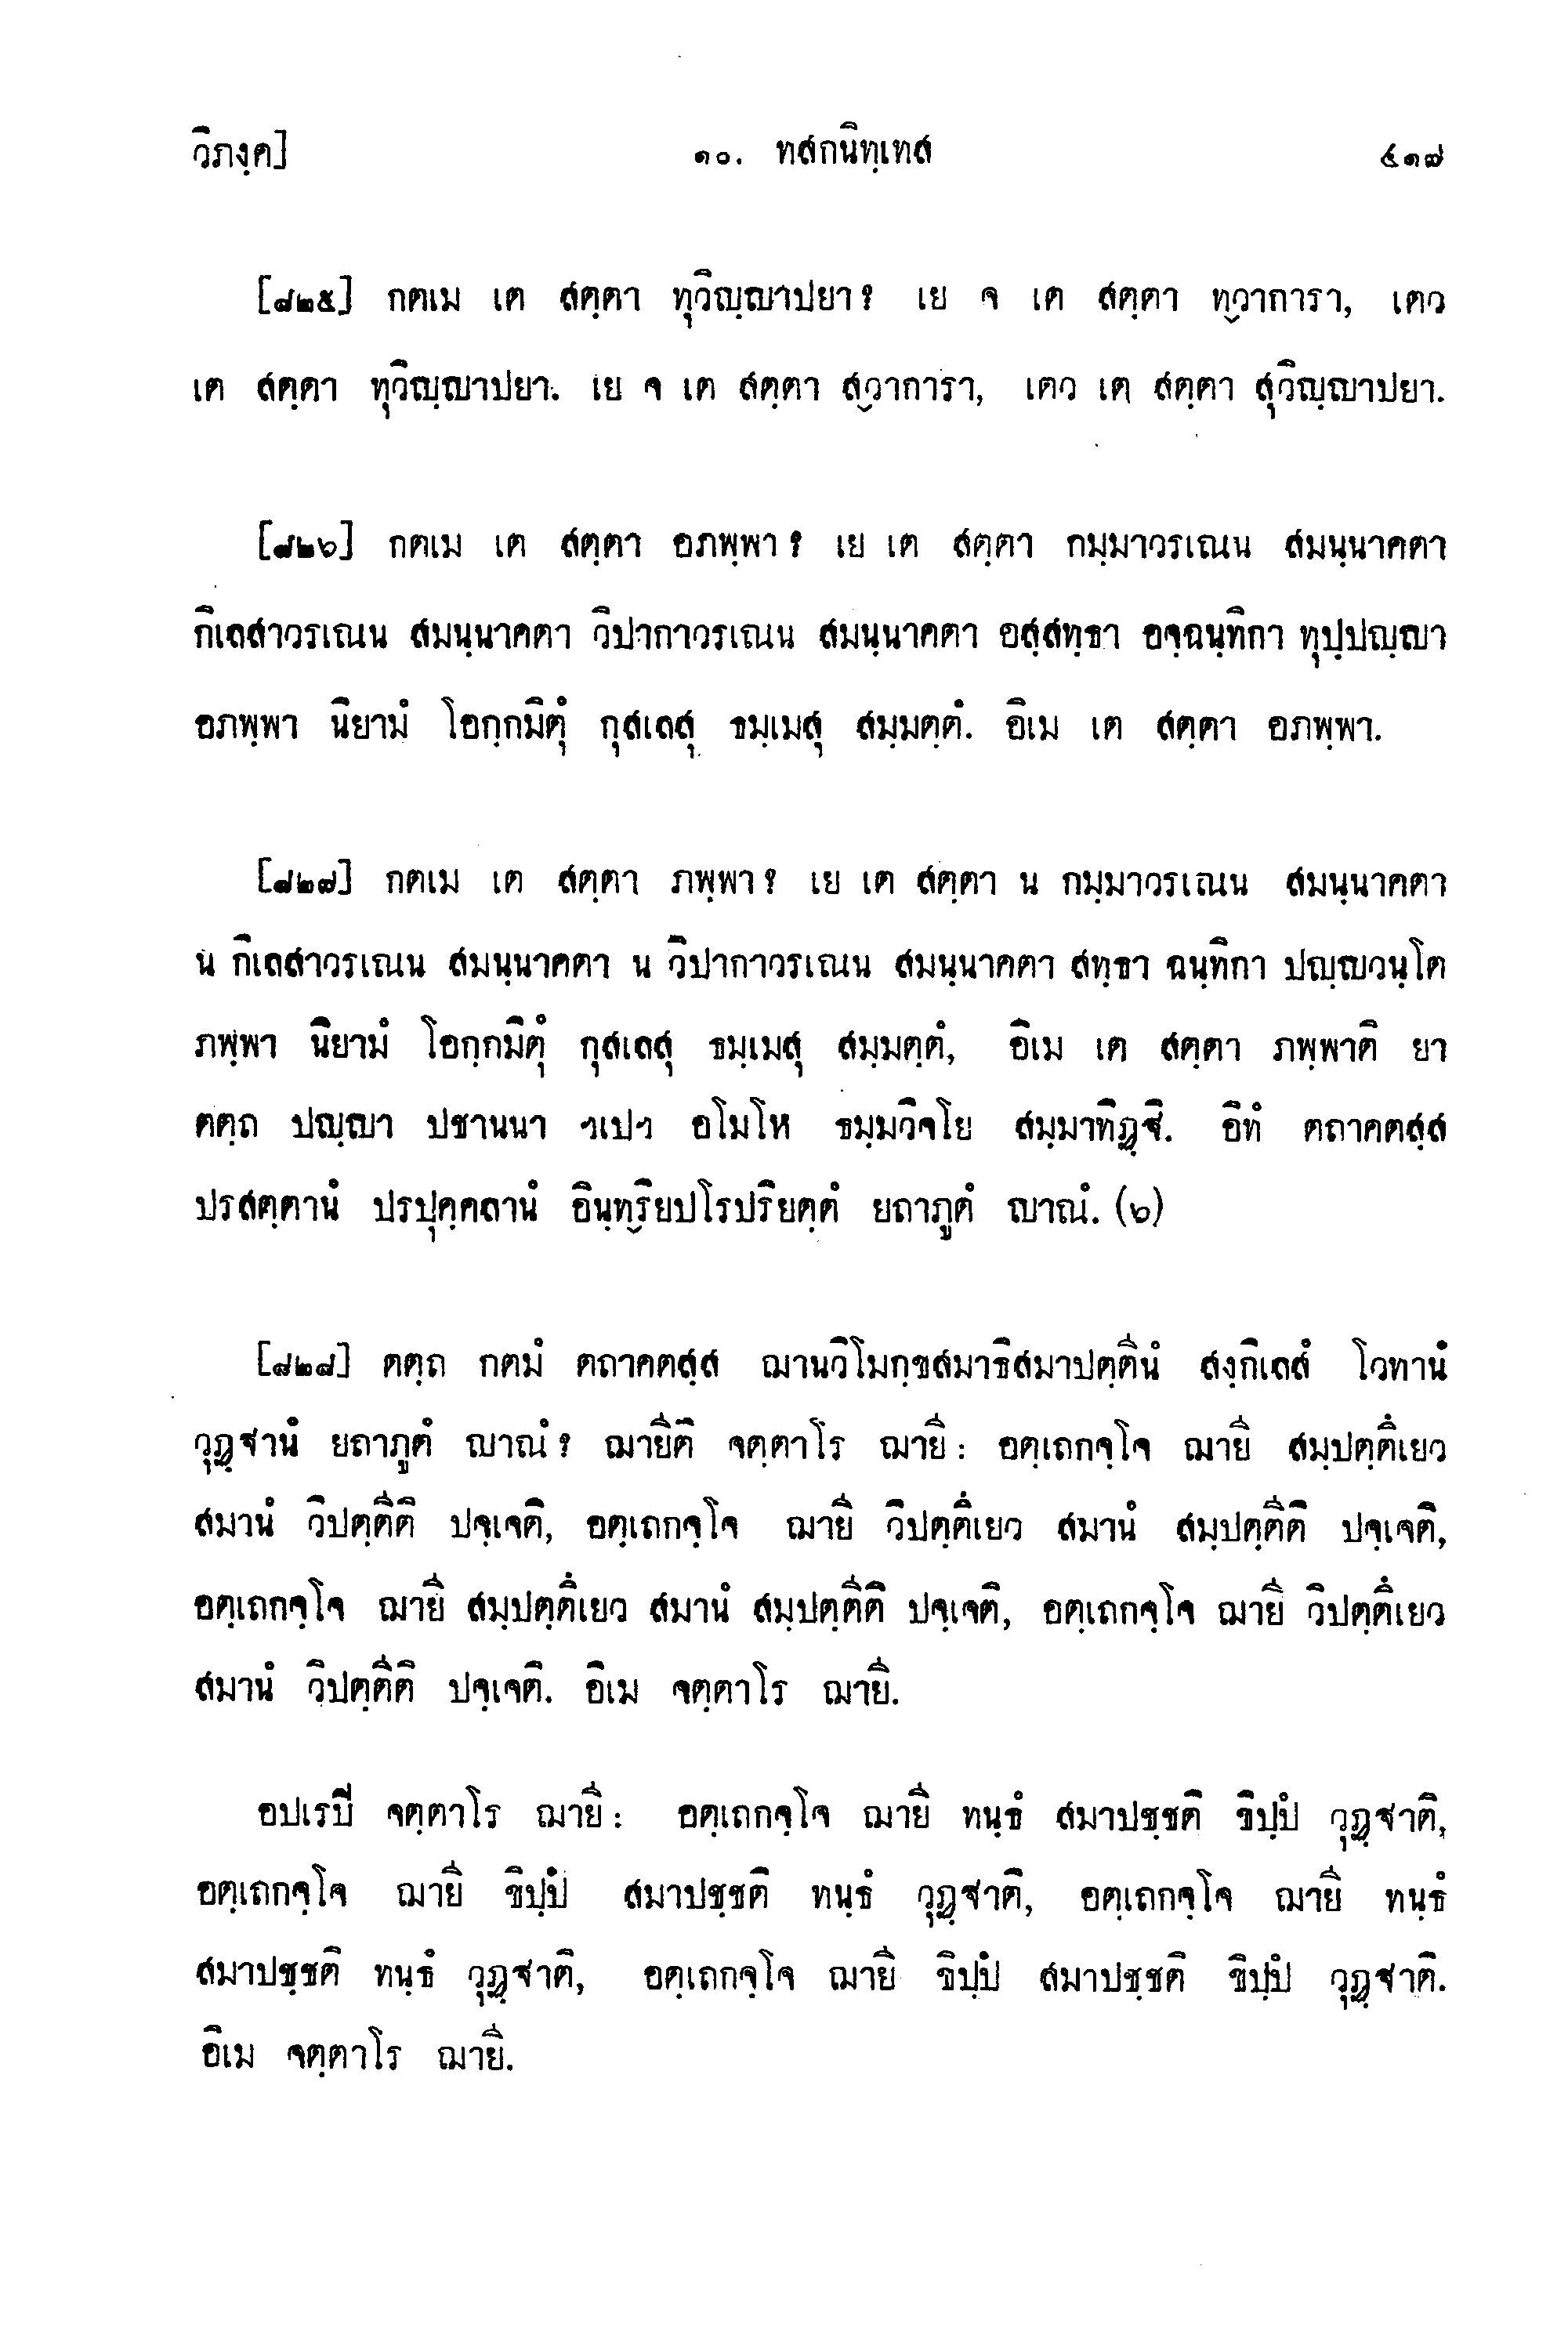 วิภงฺค] ๑๐. ทสกนิทฺเทส ๕๑๗
[๘๒๕] กตเม เต สตฺตา ทุวิญฺญาปยา? เย จ เต สตฺตา ทฺวาการา, เตว
เต สตฺตา ทุวิญฺญาปยา. เย จ เต สตฺตา สฺวาการา, เตว เต สตฺตา สุวิญฺญาปยา.
[๘๒๖] กตเม เต สตฺตา อภพฺพา? เย เต สตฺตา กมฺมาวรเณน สมนฺนาคตา
กิเลสาวรเณน สมนฺนาคตา วิปากาวรเณน สมนฺนาคตา อสฺสทฺธา อจฺฉนฺทิกา ทุปฺปญฺญา
อภพฺพา นิยามํ โอกฺกมิตุํ กุสเลสุ ธมฺเมสุ สมฺมตฺตํ. อิเม เต สตฺตา อภพฺพา.
[๘๒๗] กตเม เต สตฺตา ภพฺพา? เย เต สตฺตา น กมฺมาวรเณน สมนฺนาคตา
น กิเลสาวรเณน สมนฺนาคตา น วิปากาวรเณน สมนฺนาคตา สทฺธา ฉนฺทิกา ปญฺญวนฺโต
ภพฺพา นิยามํ โอกฺกมิตุํ กุสเลสุ ธมฺเมสุ สมฺมตฺตํ, อิเม เต สตฺตา ภพฺพาติ ยา
ตตฺถ ปญฺญา ปชานนา ฯเปฯ อโมโห ธมฺมวิจโย สมฺมาทิฏฺฐิ. อิทํ ตถาคตสฺส
ปรสตฺตานํ ปรปุคฺคลานํ อินฺทฺริยปโรปริยตฺตํ ยถาภูตํ ญาณํ. (๖)
[๘๒๘] ตตฺถ กตมํ ตถาคตสฺส ฌานวิโมกฺขสมาธิสมาปตฺตีนํ สงฺกิเลสํ โวทานํ
วุฏฺฐานํ ยถาภูตํ ญาณํ? ฌายีติ จตฺตาโร ฌายี: อตฺเถกจฺโจ ฌายี สมฺปตฺตึเยว
สมานํ วิปตฺตีติ ปจฺเจติ, อตฺเถกจฺโจ ฌายี วิปตฺตึเยว สมานํ สมฺปตฺตีติ ปจฺเจติ,
อตฺเถกจฺโจ ฌายี สมฺปตฺตึเยว สมานํ สมฺปตฺตีติ ปจฺเจติ, อตฺเถกจฺโจ ฌายี วิปตฺตึเยว
สมานํ วิปตฺตีติ ปจฺเจติ. อิเม จตฺตาโร ฌายี.
อปเรปิ จตฺตาโร ฌายี: อตฺเถกจฺโจ ฌายี ทนฺธํ สมาปชฺชติ ขิปฺปํ วุฏฺฐาติ,
อตฺเถกจฺโจ ฌายี ขิปฺปํ สมาปชฺชติ ทนฺธํ วุฏฺฐาติ, อตฺเถกจฺโจ ฌายี ทนฺธํ
สมาปชฺชติ ทนฺธํ วุฏฺฐาติ, อตฺเถกจฺโจ ฌายี ขิปฺปํ สมาปชฺชติ ขิปฺปํ วุฏฺฐาติ.
อิเม จตฺตาโร ฌายี.